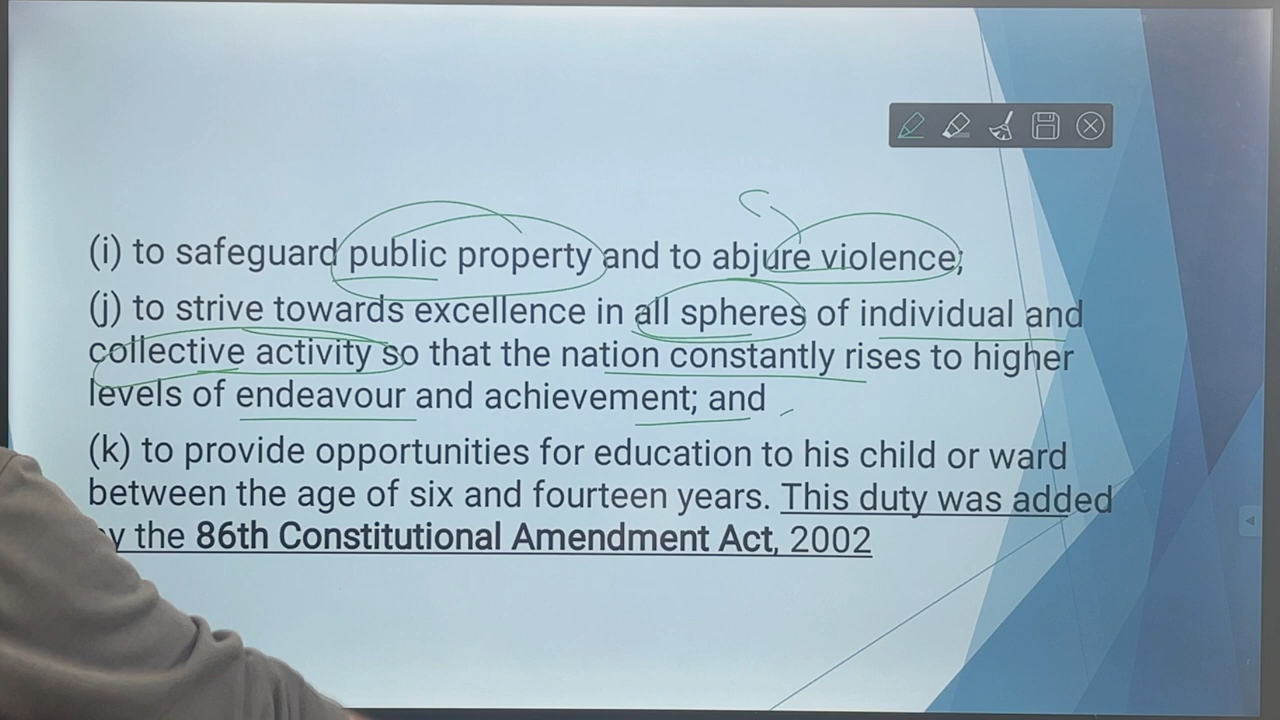 (i) to safeguard public property and to abjure violence;
(j) to strive towards excellence in all spheres of individual and
collective activity so that the nation constantly rises to higher
levels of endeavour and achievement; and
(k) to provide opportunities for education to his child or ward
between the age of six and fourteen years. This duty was added
the 86th Constitutional Amendment Act, 2002